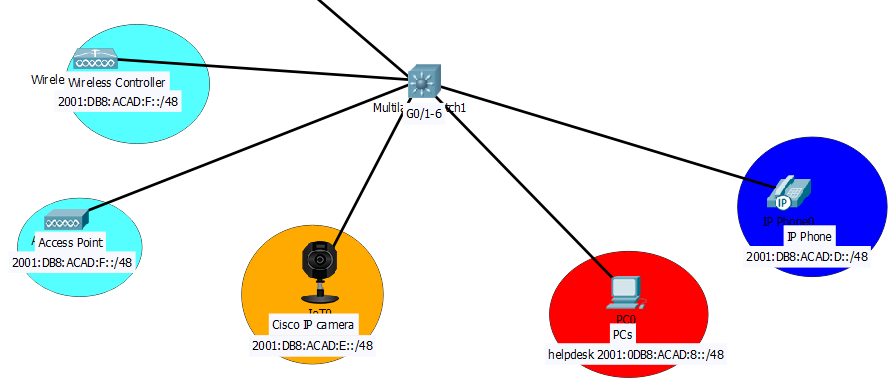 Wireless Controller
2001:DB8:ACAD:F::/48
G0/1-6
IP
IP Phone
2001:DB8:ACAD:D::/48
Access Point
2001:DB8:ACAD:F::/48
Cisco IP camera
2001:DB8:ACAD:E::/48
PC0
PCs
helpdesk 2001:0DB8:ACAD:8::/48